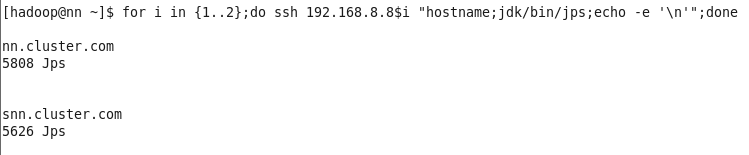 [hadoop@nn ~]$ for i in {1..2};do ssh 192.168.8.8$i "hostname;jdk/bin/jps;echo -e '\n'";done
nn.cluster.com
5808 Jps
snn.cluster.com
5626 Jps